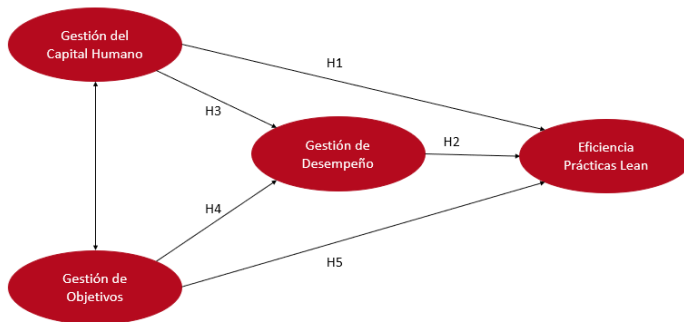 Gestión del
Capital Humano
H1
H3
Gestión de
Desempeño
H2
Eficiencia
Prácticas Lean
H4
H5
Gestión de
Objetivos